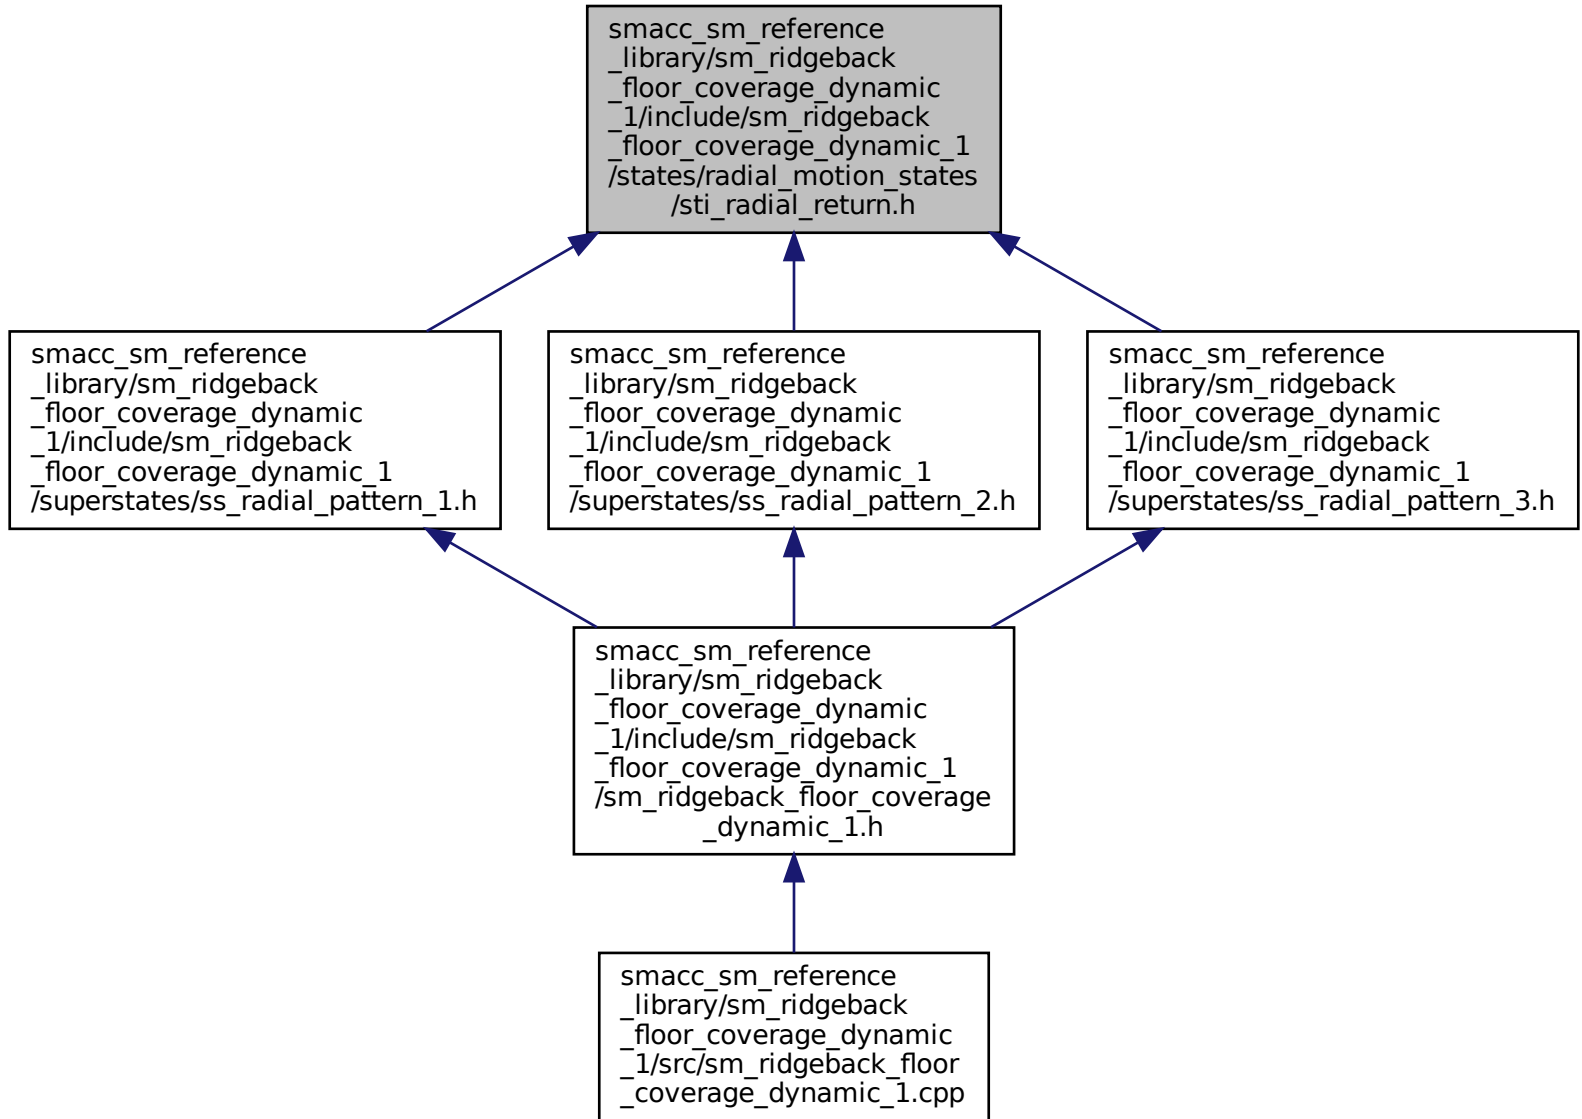 smacc_sm_reference
_library/sm_ridgeback
_floor_coverage_dynamic
_1/include/sm_ridgeback
_floor_coverage_dynamic_1
/states/radial_motion_states
/sti_radial_return.h
smacc_sm_reference
_library/sm_ridgeback
_floor_coverage_dynamic
_1/include/sm_ridgeback
_floor_coverage_dynamic_1
/superstates/ss_radial_pattern_1.h
smacc_sm_reference
_library/sm_ridgeback
_floor_coverage_dynamic
_1/include/sm_ridgeback
_floor_coverage_dynamic_1
/superstates/ss_radial_pattern_2.h
smacc_sm_reference
_library/sm_ridgeback
_floor_coverage_dynamic
_1/include/sm_ridgeback
_floor_coverage_dynamic_1
/superstates/ss_radial_pattern_3.h
smacc_sm_reference
_library/sm_ridgeback
_floor_coverage_dynamic
_1/include/sm_ridgeback
_floor_coverage_dynamic_1
/sm_ridgeback_floor_coverage
_dynamic_1.h
smacc_sm_reference
_library/sm_ridgeback
_floor_coverage_dynamic
_1/src/sm_ridgeback_floor
_coverage_dynamic_1.cpp